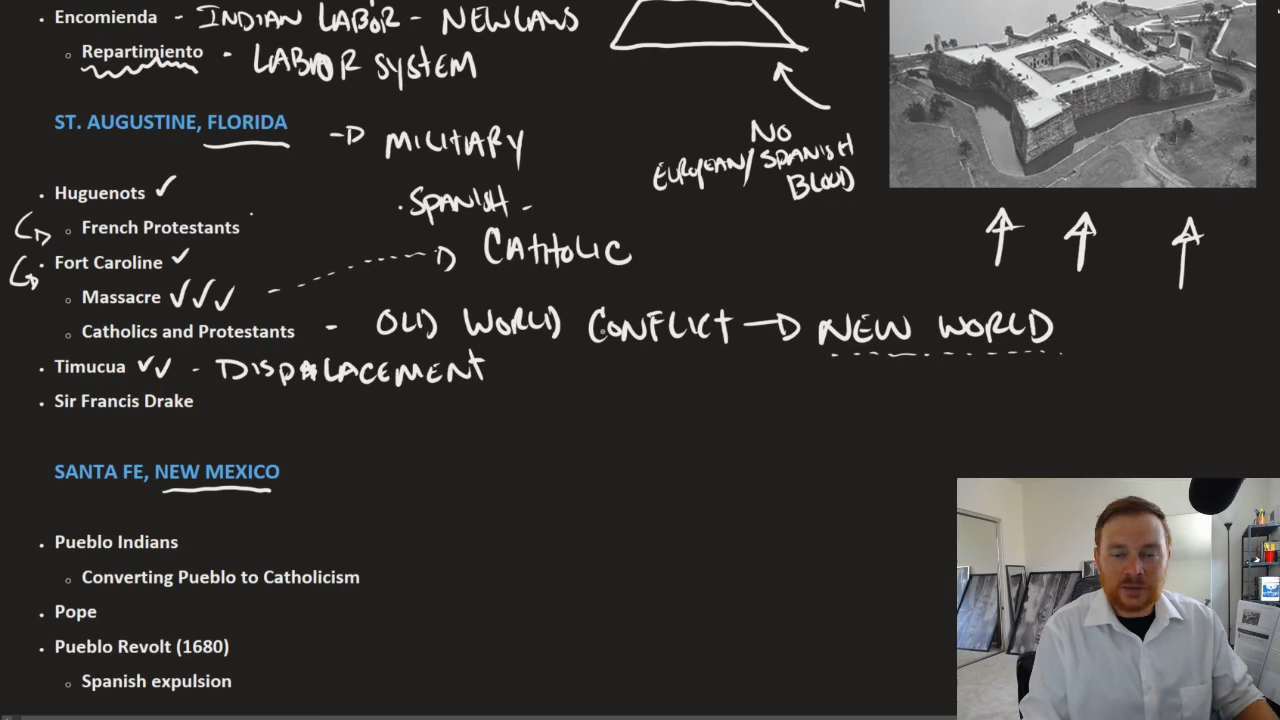 Encomienda - INDIAN LABOR - NEW LAWS
Repartimiento - LABOR SYSTEM
ST. AUGUSTINE, FLORIDA
MILITARY
NO
EUROPEAN/SPANISH
BLOOD
Huguenots
SPANISH -
French Protestants
CATHOLIC
Fort Caroline
Massacre
Catholics and Protestants - OLD WORLD CONFLICT → NEW WORLD
Timucua - DISPLACEMENT
Sir Francis Drake
SANTA FE, NEW MEXICO
Pueblo Indians
Converting Pueblo to Catholicism
Pope
Pueblo Revolt (1680)
Spanish expulsion